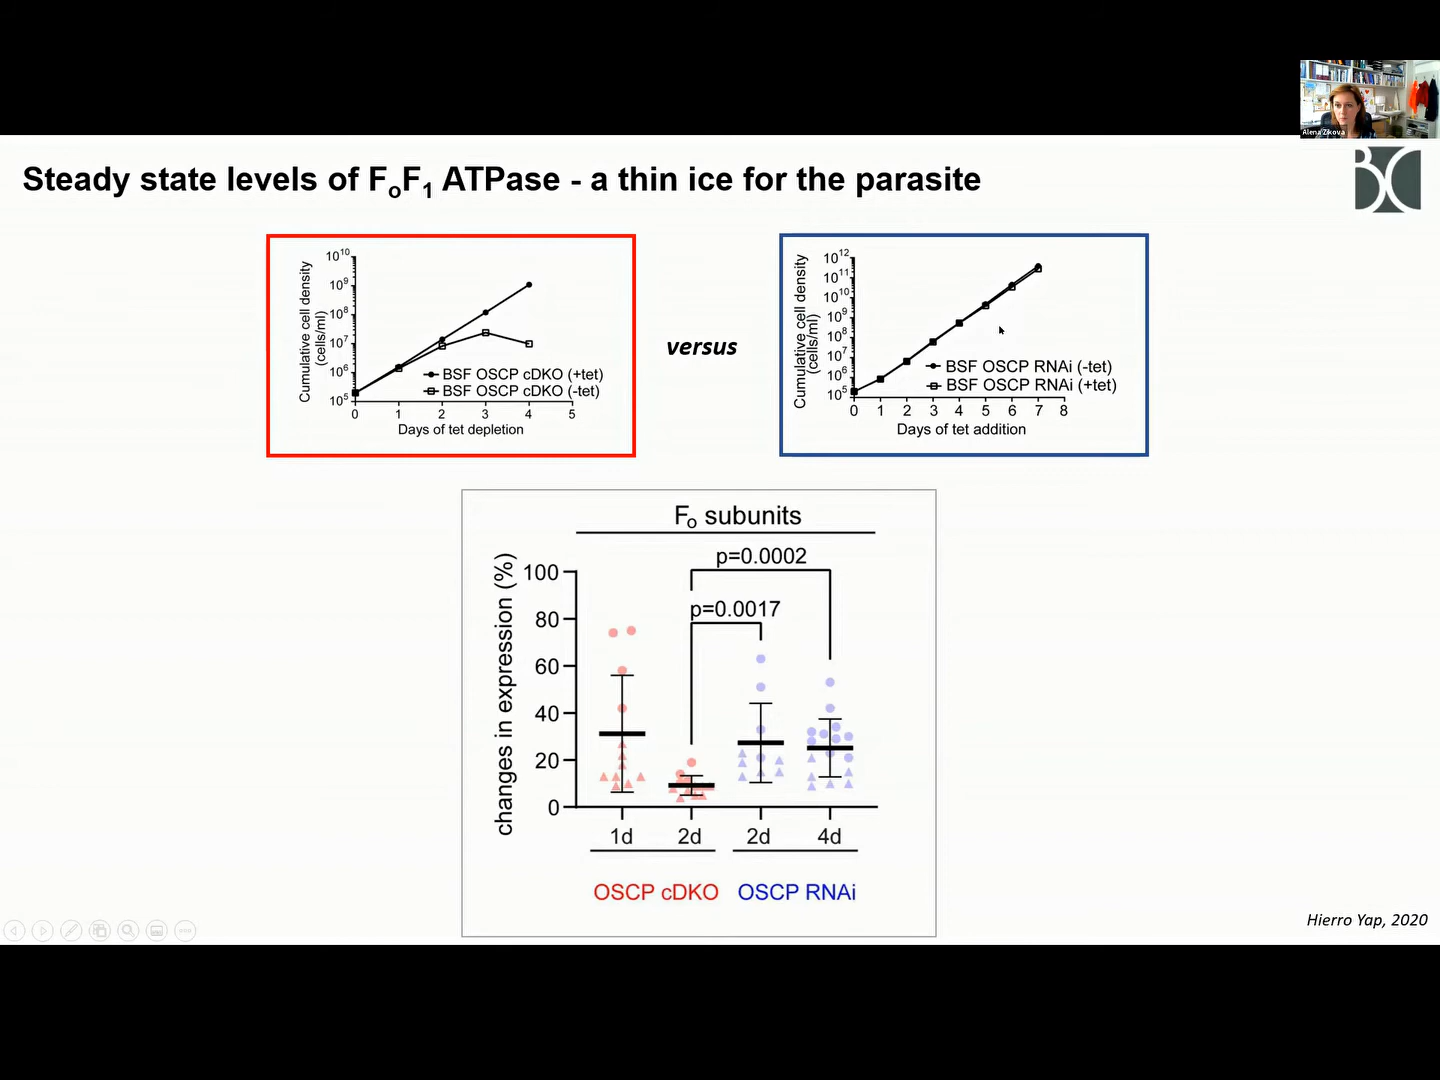 Alena Zikova
Steady state levels of FoF1 ATPase - a thin ice for the parasite
BC
Cumulative cell density
(cells/ml)
10^10
10^9
10^8
10^7
10^6
10^5
BSF OSCP cDKO (+tet)
BSF OSCP cDKO (-tet)
0 1 2 3 4 5
Days of tet depletion
versus
Cumulative cell density
(cells/ml)
10^12
10^11
10^10
10^9
10^8
10^7
10^6
10^5
BSF OSCP RNAi (-tet)
BSF OSCP RNAi (+tet)
0 1 2 3 4 5 6 7 8
Days of tet addition
Fo subunits
changes in expression (%)
p=0.0002
p=0.0017
100
80
60
40
20
0
1d 2d 2d 4d
OSCP cDKO OSCP RNAi
Hierro Yap, 2020